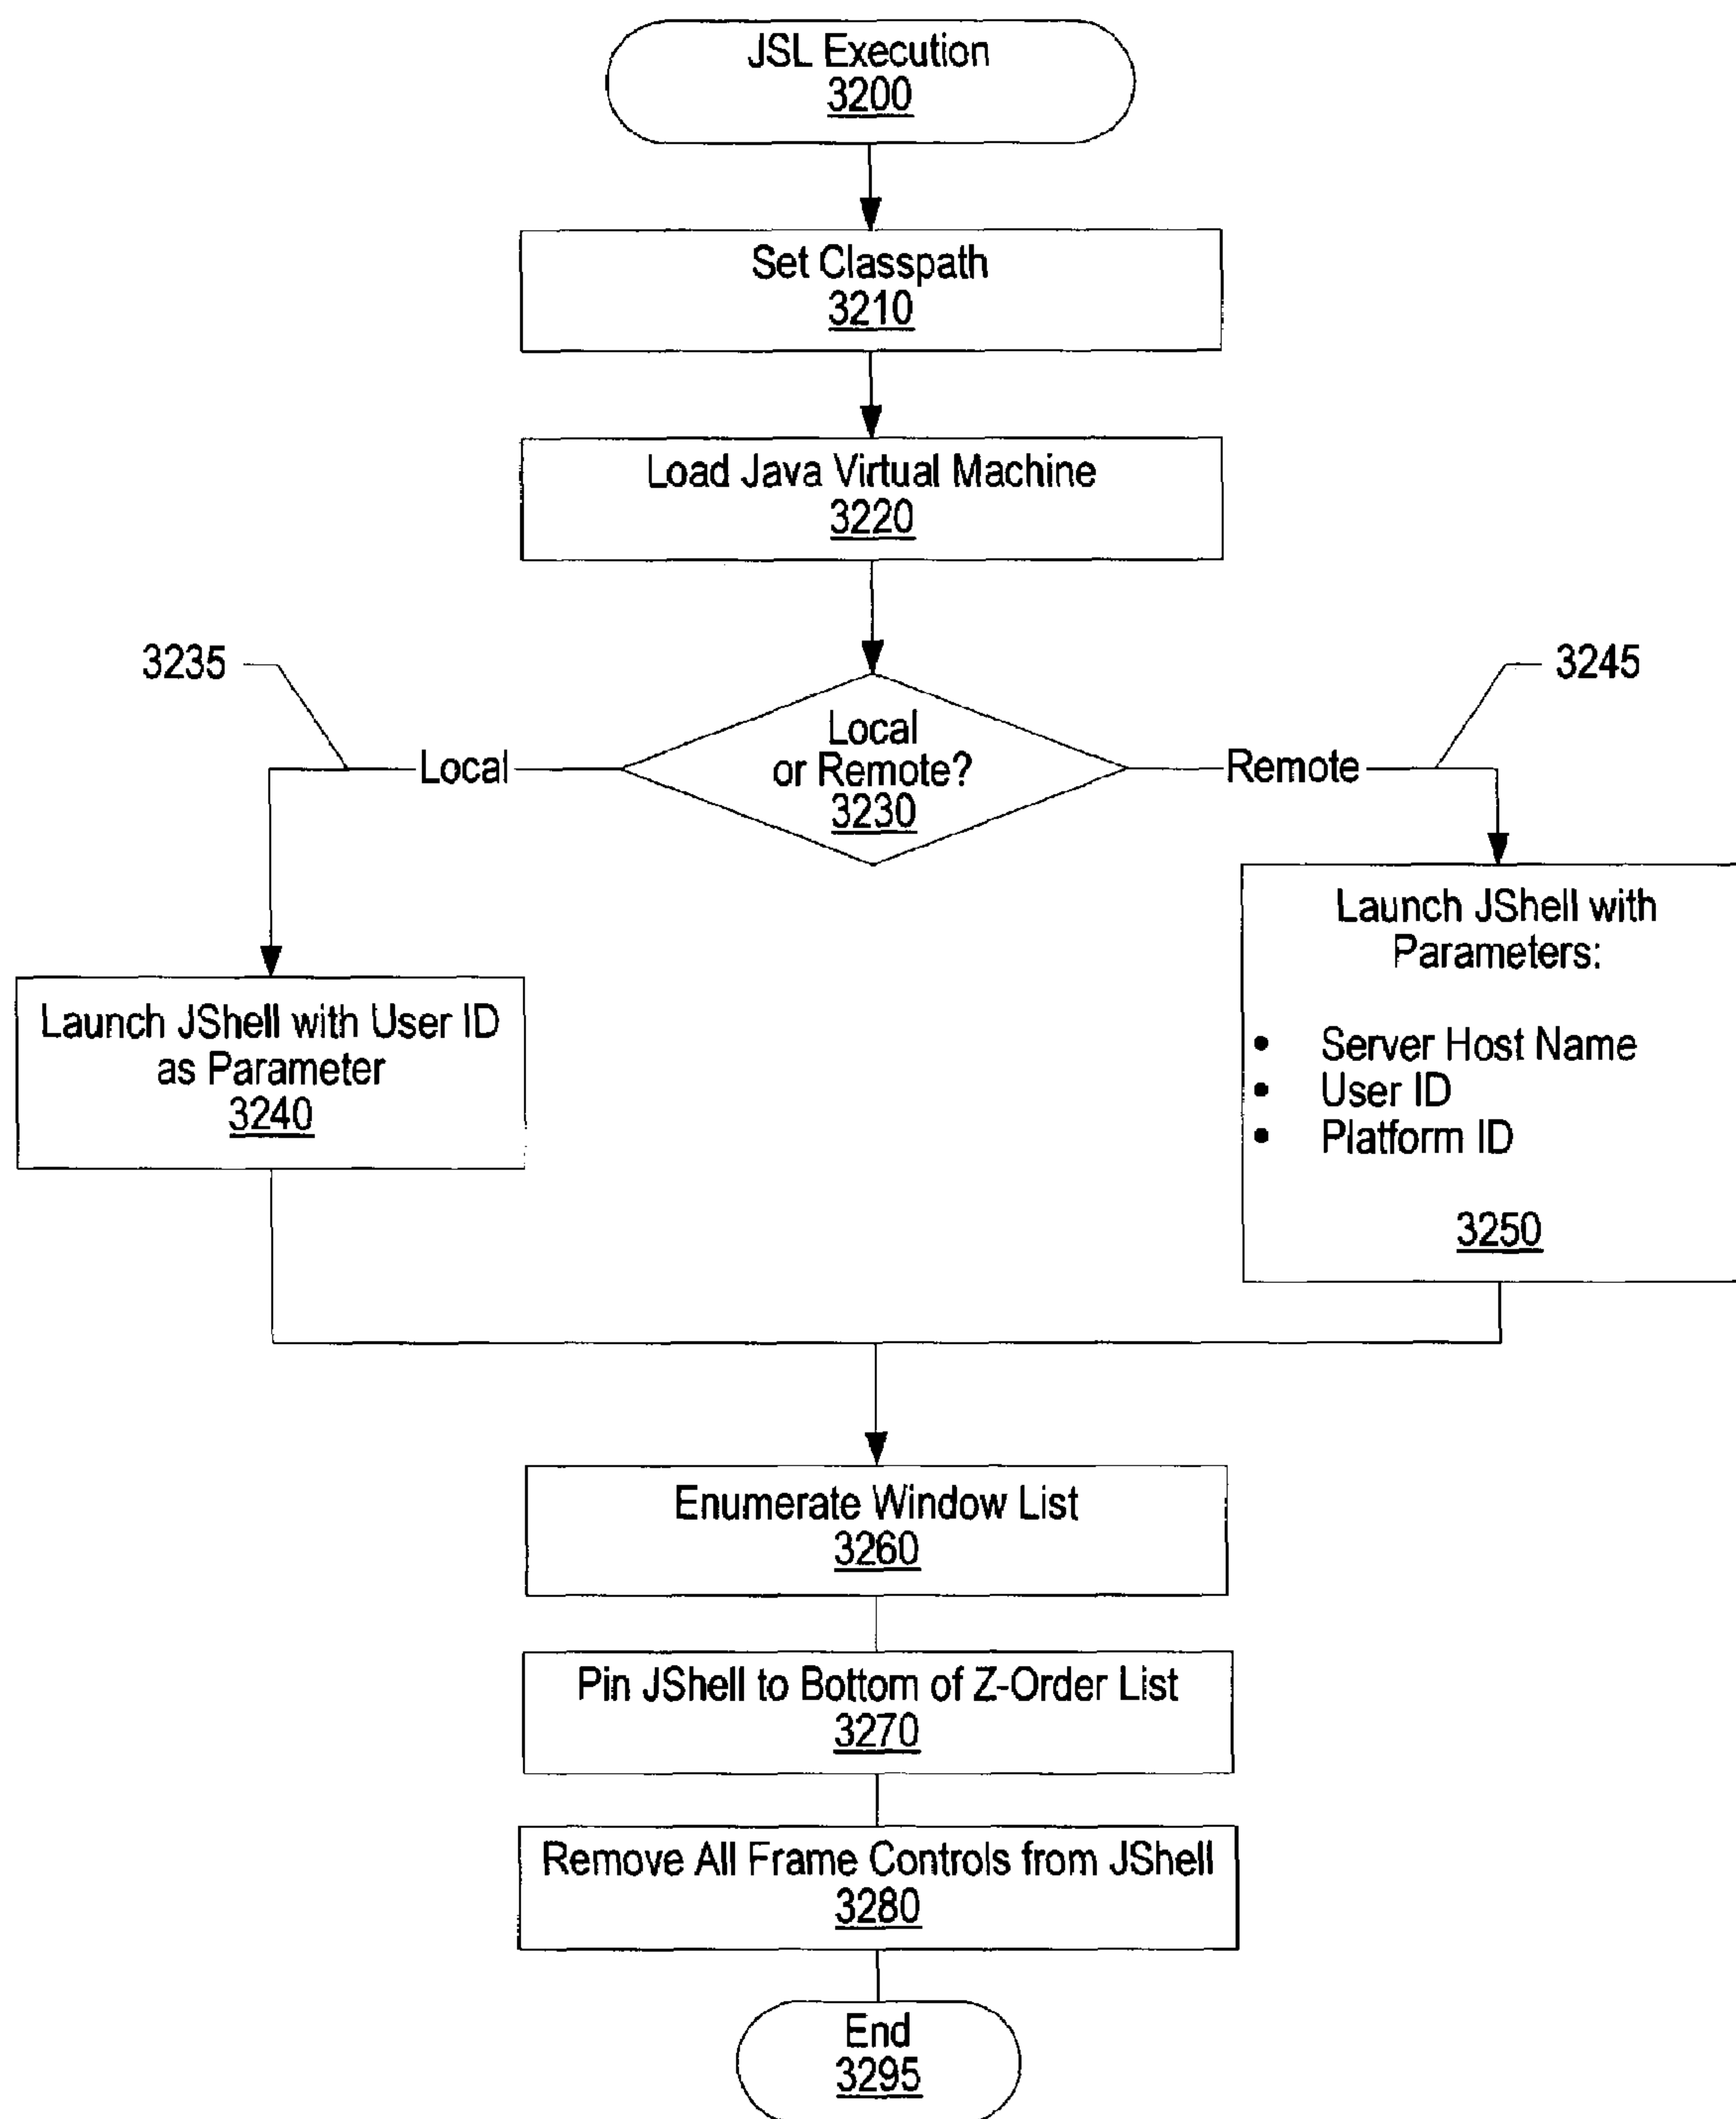 JSL Execution
3200
Set Classpath
3210
Load Java Virtual Machine
3220
3235
3245
Local
or Remote?
3230
Local
Remote
Launch JShell with
Parameters:
• Server Host Name
• User ID
• Platform ID
3250
Launch JShell with User ID
as Parameter
3240
Enumerate Window List
3260
Pin JShell to Bottom of Z-Order List
3270
Remove All Frame Controls from JShell
3280
End
3295